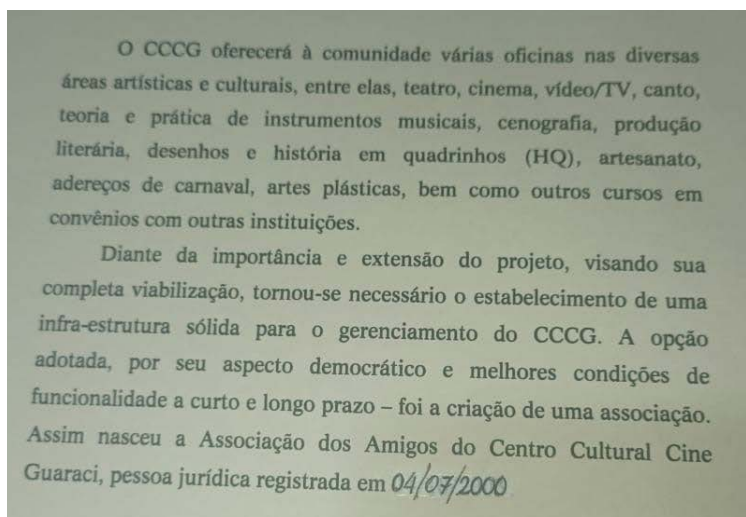 O CCCG oferecerá à comunidade várias oficinas nas diversas
áreas artísticas e culturais, entre elas, teatro, cinema, vídeo/TV, canto,
teoria e prática de instrumentos musicais, cenografia, produção
literária, desenhos e história em quadrinhos (HQ), artesanato,
adereços de carnaval, artes plásticas, bem como outros cursos em
convênios com outras instituições.
Diante da importância e extensão do projeto, visando sua
completa viabilização, tornou-se necessário o estabelecimento de uma
infra-estrutura sólida para o gerenciamento do CCCG. A opção
adotada, por seu aspecto democrático e melhores condições de
funcionalidade a curto e longo prazo – foi a criação de uma associação.
Assim nasceu a Associação dos Amigos do Centro Cultural Cine
Guaraci, pessoa jurídica registrada em 04/07/2000